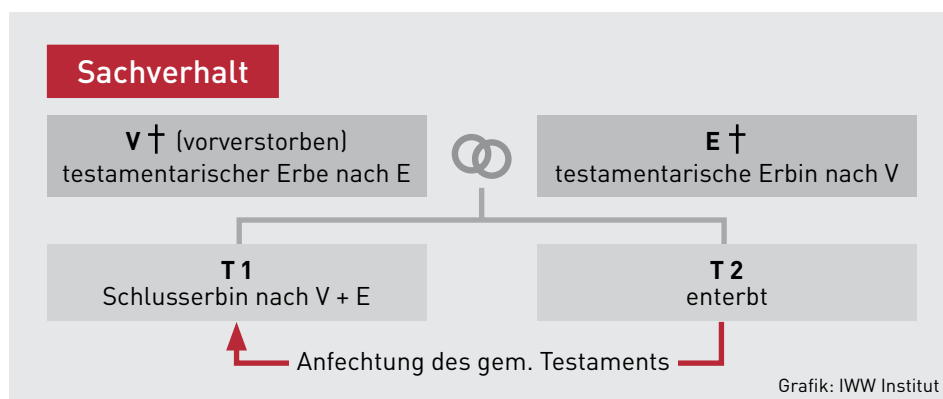 Sachverhalt
V † (vorverstorben)
testamentarischer Erbe nach E
E †
testamentarische Erbin nach V
T 1
Schlusserbin nach V + E
T 2
enterbt
Anfechtung des gem. Testaments
Grafik: IWW Institut